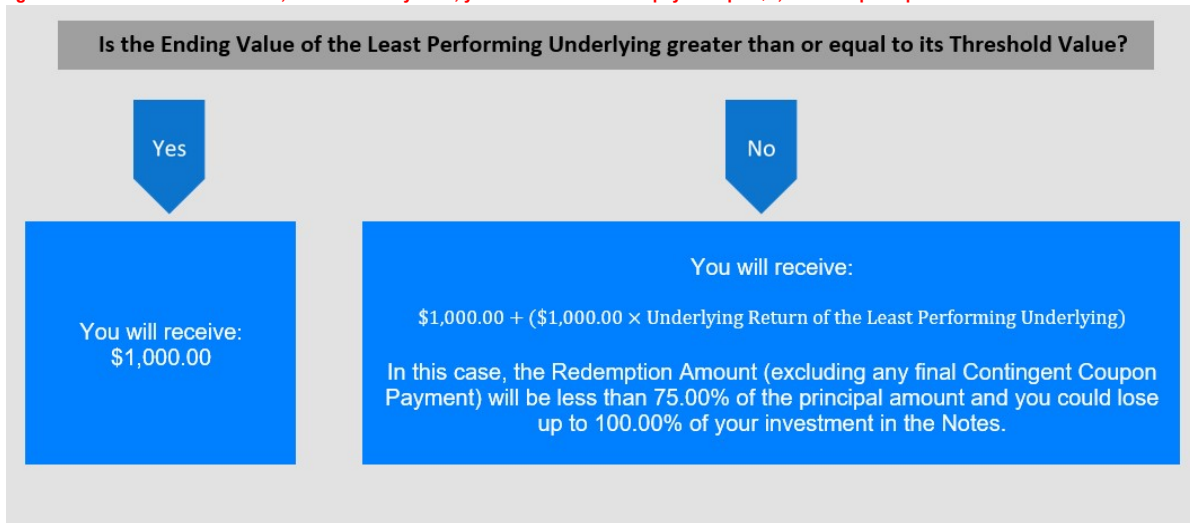 Is the Ending Value of the Least Performing Underlying greater than or equal to its Threshold Value?
Yes
No
You will receive:
$1,000.00
You will receive:
$1,000.00 + ($1,000.00 × Underlying Return of the Least Performing Underlying)
In this case, the Redemption Amount (excluding any final Contingent Coupon
Payment) will be less than 75.00% of the principal amount and you could lose
up to 100.00% of your investment in the Notes.